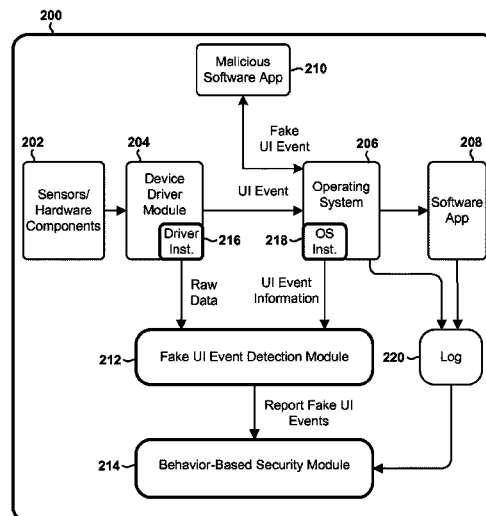 200
Malicious
Software App
210
Fake
UI Event
202
204
206
208
Sensors/
Hardware
Components
Device
Driver
Module
UI Event
Operating
System
Software
App
Driver
Inst.
216
218
OS
Inst.
Raw
Data
UI Event
Information
212
Fake UI Event Detection Module
220
Log
Report Fake UI
Events
214
Behavior-Based Security Module